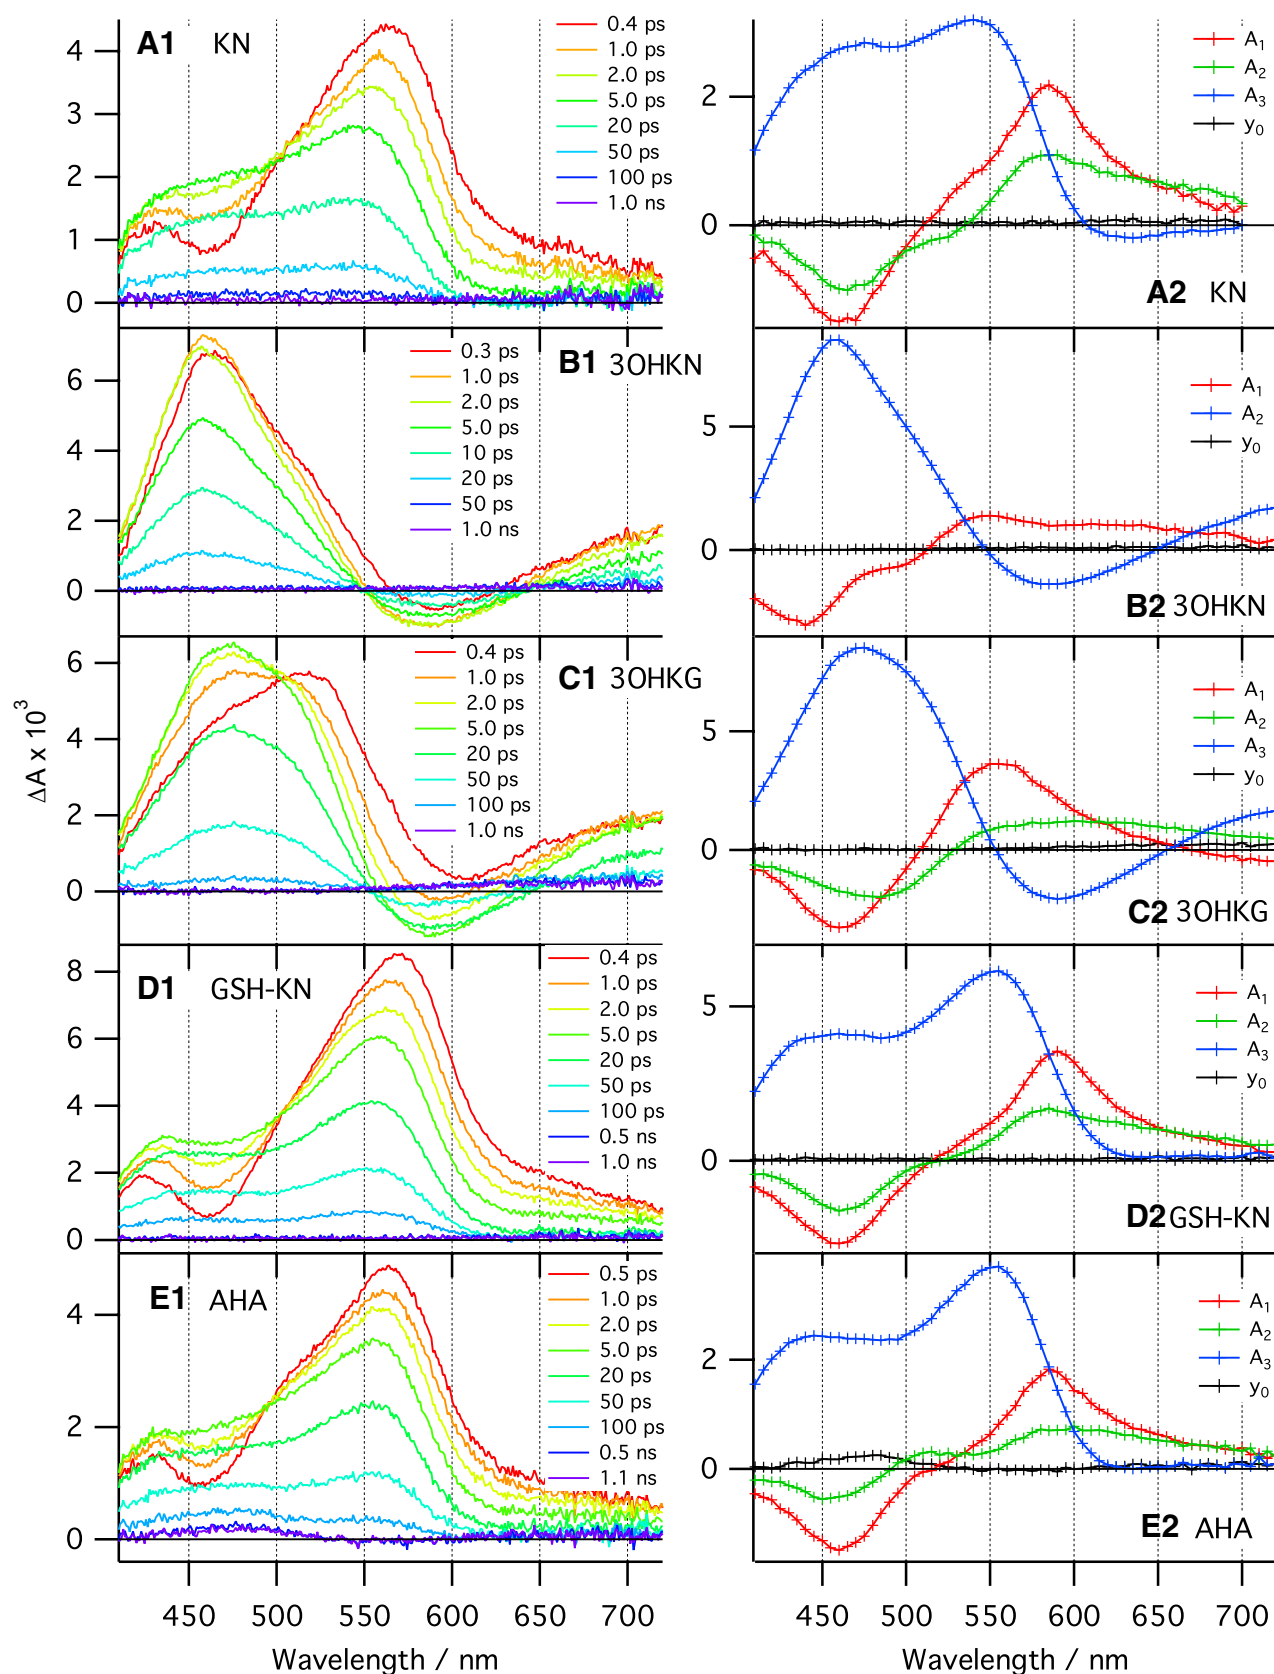 A1 KN
0.4 ps
1.0 ps
2.0 ps
5.0 ps
20 ps
50 ps
100 ps
1.0 ns
4
3
2
1
0
A₁
A₂
A₃
y₀
2
0
A2 KN
B1 3OHKN
0.3 ps
1.0 ps
2.0 ps
5.0 ps
10 ps
20 ps
50 ps
1.0 ns
6
4
2
0
A₁
A₂
y₀
5
0
B2 3OHKN
C1 3OHKG
0.4 ps
1.0 ps
2.0 ps
5.0 ps
20 ps
50 ps
100 ps
1.0 ns
6
4
2
0
ΔA x 10³
A₁
A₂
A₃
y₀
5
0
C2 3OHKG
D1 GSH-KN
0.4 ps
1.0 ps
2.0 ps
5.0 ps
20 ps
50 ps
100 ps
0.5 ns
1.0 ns
8
6
4
2
0
A₁
A₂
A₃
y₀
5
0
D2 GSH-KN
E1 AHA
0.5 ps
1.0 ps
2.0 ps
5.0 ps
20 ps
50 ps
100 ps
0.5 ns
1.1 ns
4
2
0
A₁
A₂
A₃
y₀
2
0
E2 AHA
450 500 550 600 650 700
Wavelength / nm
450 500 550 600 650 700
Wavelength / nm